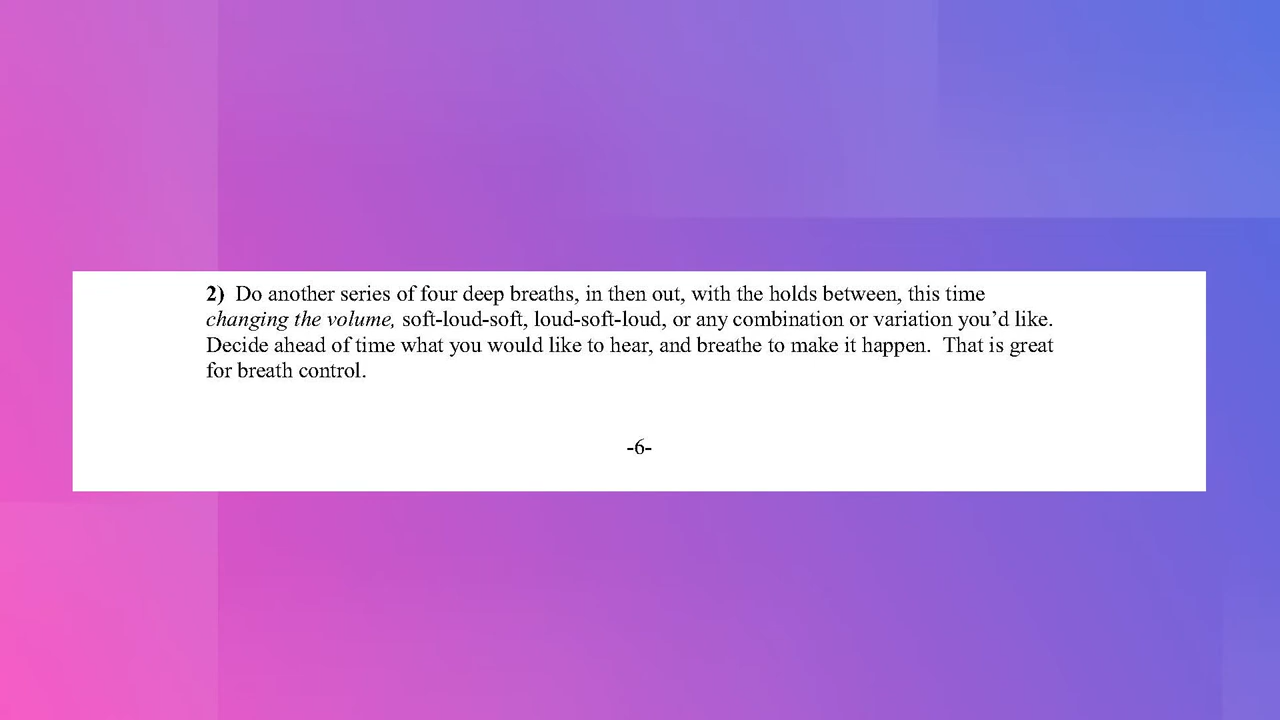 2) Do another series of four deep breaths, in then out, with the holds between, this time
changing the volume, soft-loud-soft, loud-soft-loud, or any combination or variation you’d like.
Decide ahead of time what you would like to hear, and breathe to make it happen.  That is great
for breath control.
-6-